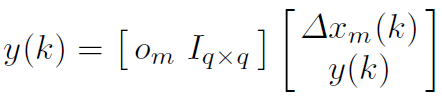 y(k) = [ o_m I_{q×q} ] [ Δx_m(k) y(k) ]